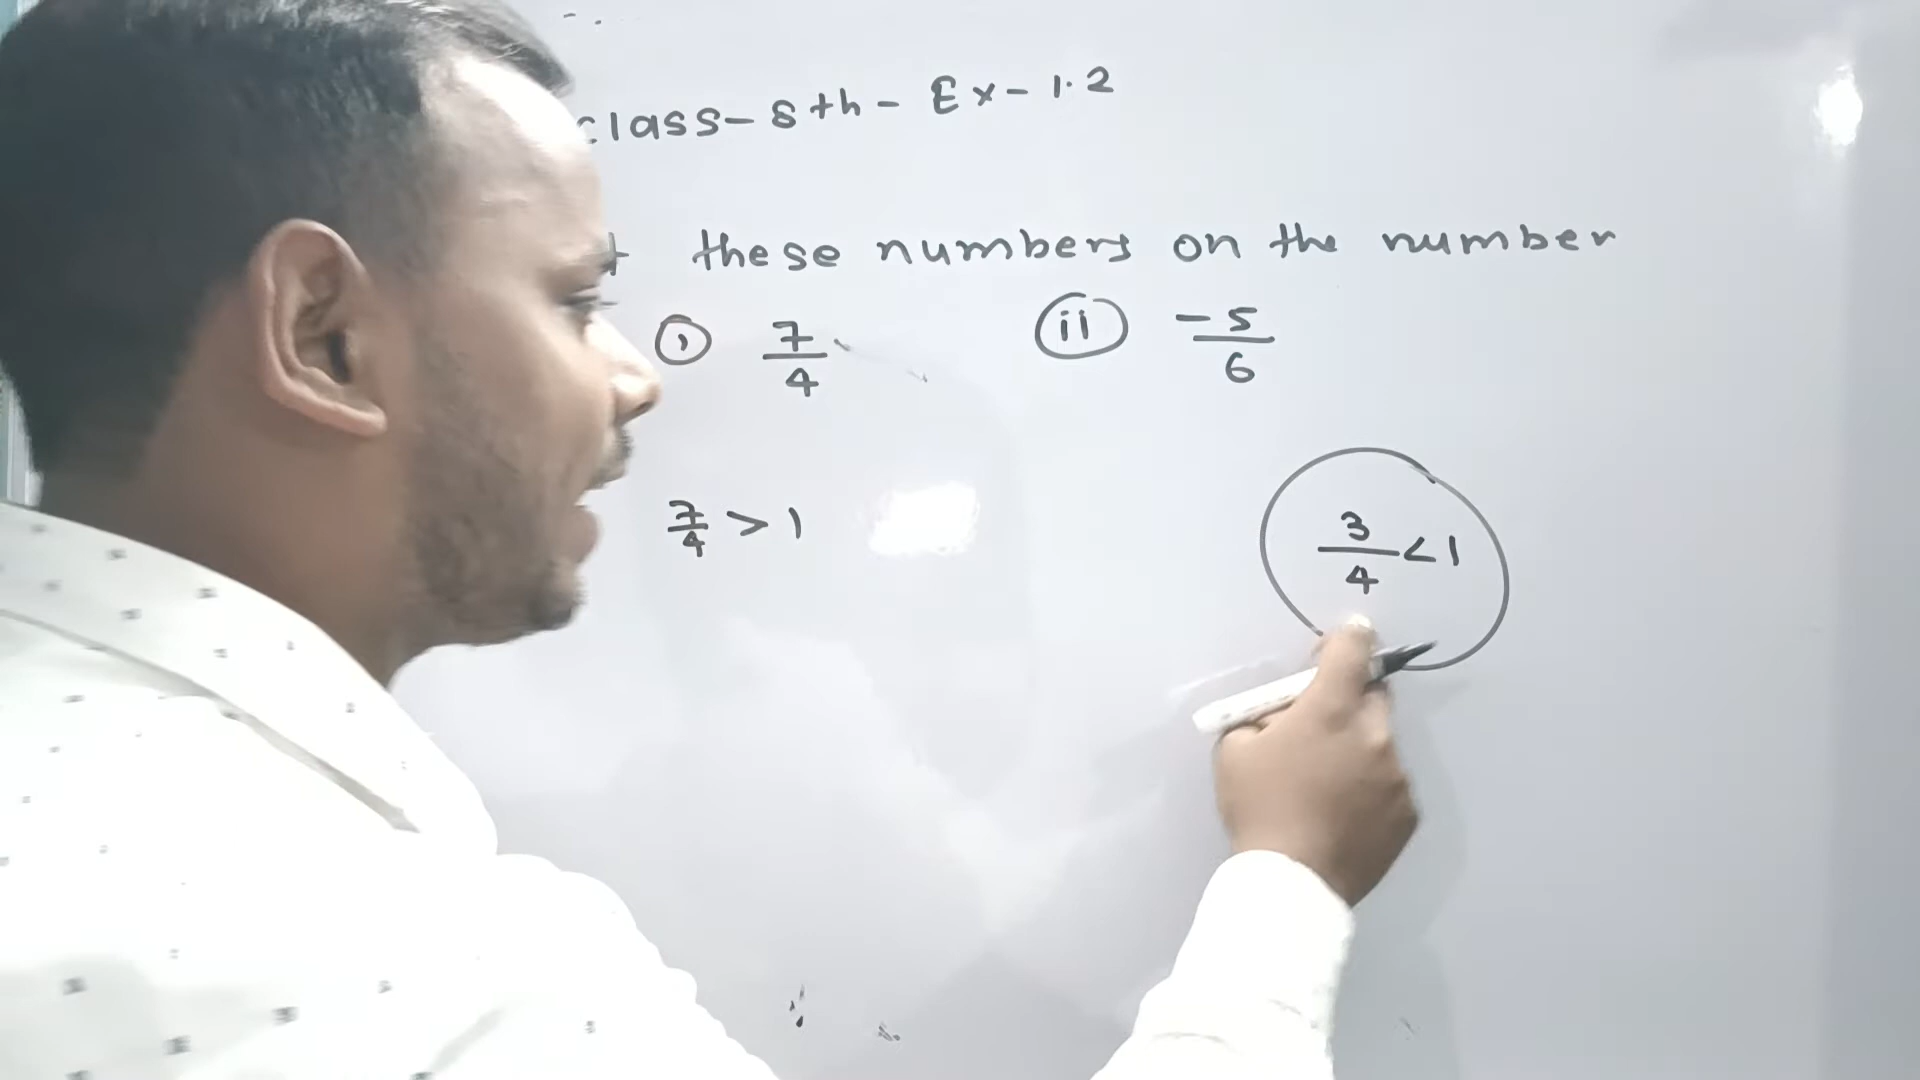 class-8th - Ex-1.2
these numbers on the number
(i) 7/4 (ii) -5/6
7/4 > 1 3/4 < 1